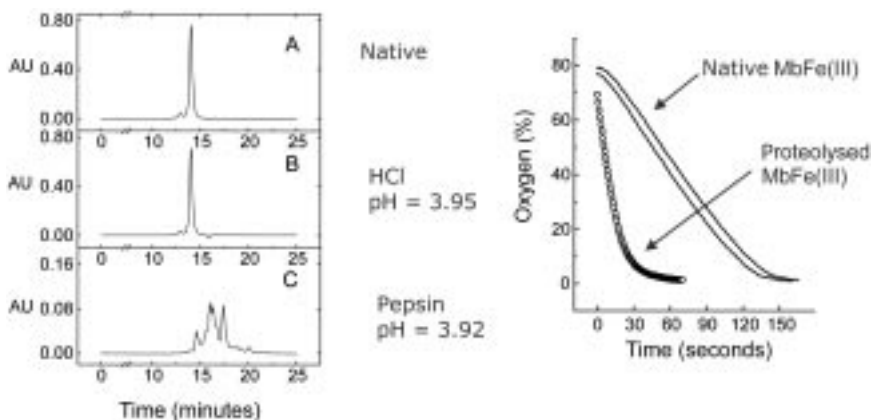 0.80
A
AU 0.40
0.00
0 10 15 20 25
Native
0.80
B
AU 0.40
0.00
0 10 15 20 25
HCl
pH = 3.95
0.16
C
AU 0.08
0.00
0 10 15 20 25
Time (minutes)
Pepsin
pH = 3.92
80
60
40
20
0
Oxygen (%)
Native MbFe(III)
Proteolysed
MbFe(III)
0 30 60 90 120 150
Time (seconds)